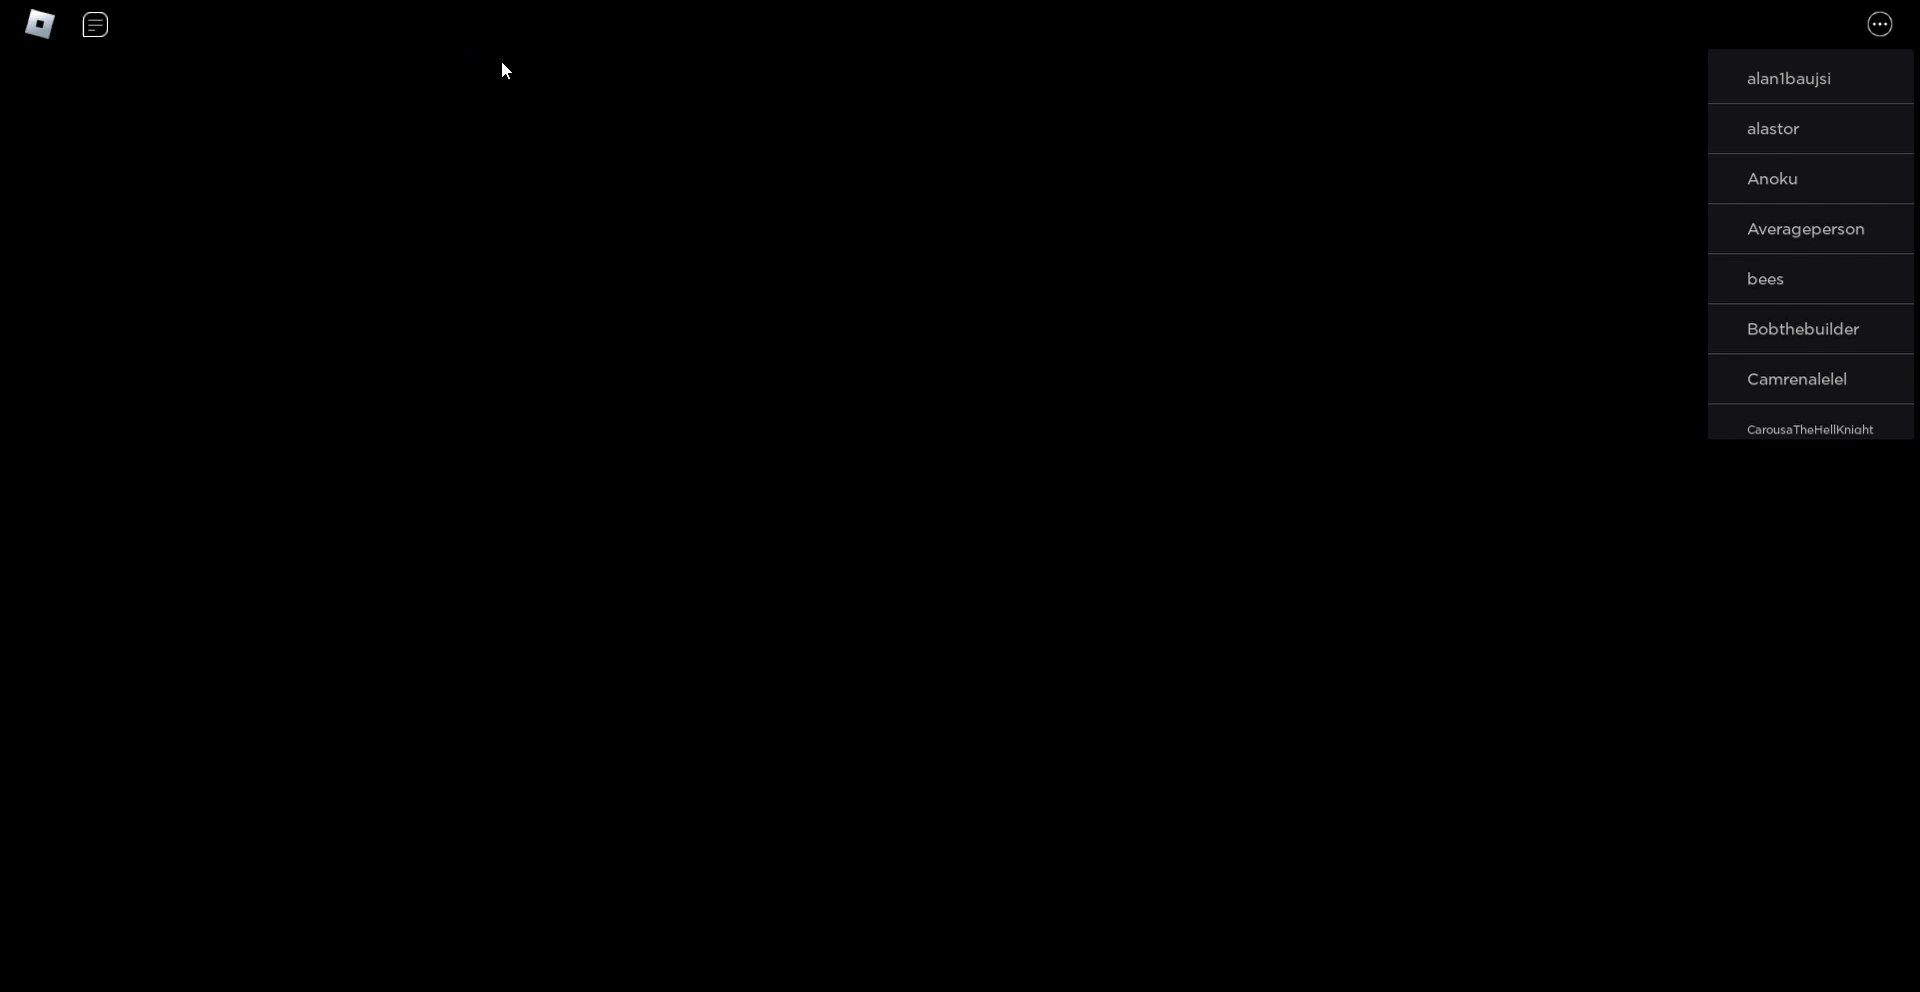 alan1baujsi
alastor
Anoku
Averageperson
bees
Bobthebuilder
Camrenalelel
CarousaTheHellKnight